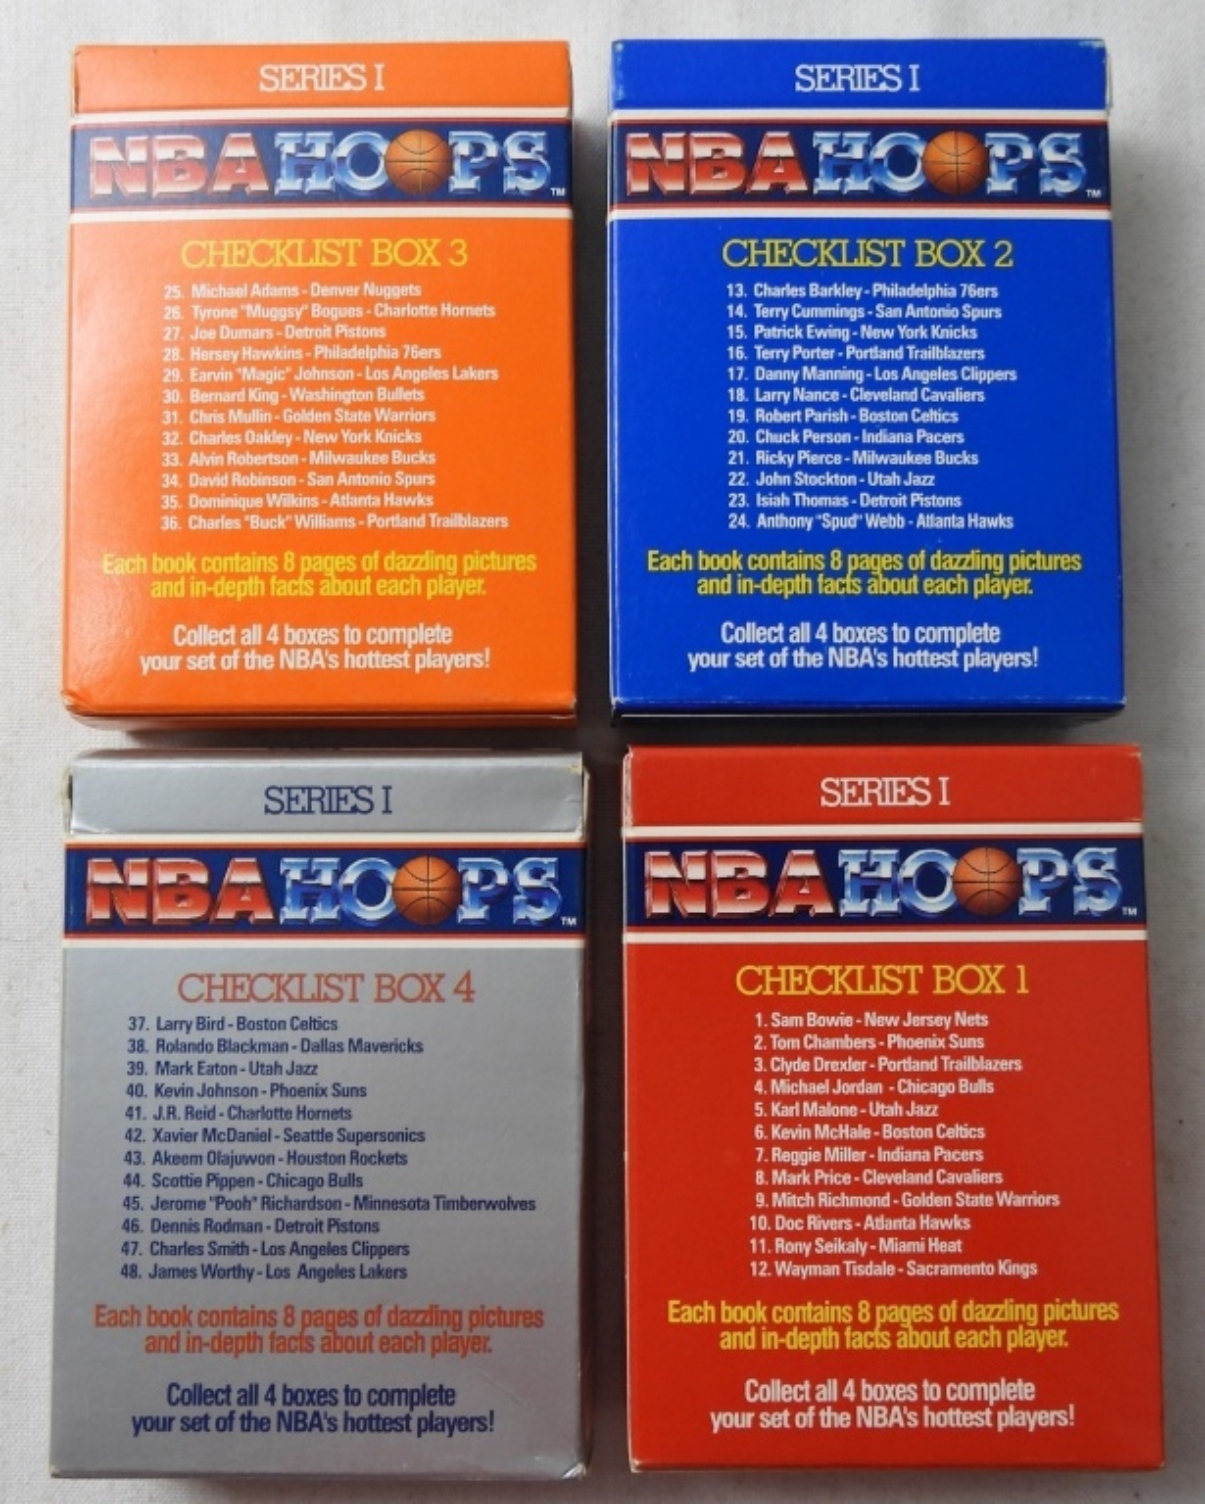 SERIES I
NBA HOOPS TM
CHECKLIST BOX 3
25. Michael Adams - Denver Nuggets
26. Tyrone "Muggsy" Bogues - Charlotte Hornets
27. Joe Dumars - Detroit Pistons
28. Hersey Hawkins - Philadelphia 76ers
29. Earvin "Magic" Johnson - Los Angeles Lakers
30. Bernard King - Washington Bullets
31. Chris Mullin - Golden State Warriors
32. Charles Oakley - New York Knicks
33. Alvin Robertson - Milwaukee Bucks
34. David Robinson - San Antonio Spurs
35. Dominique Wilkins - Atlanta Hawks
36. Charles "Buck" Williams - Portland Trailblazers
Each book contains 8 pages of dazzling pictures
and in-depth facts about each player.
Collect all 4 boxes to complete
your set of the NBA's hottest players!
SERIES I
NBA HOOPS TM
CHECKLIST BOX 2
13. Charles Barkley - Philadelphia 76ers
14. Terry Cummings - San Antonio Spurs
15. Patrick Ewing - New York Knicks
16. Terry Porter - Portland Trailblazers
17. Danny Manning - Los Angeles Clippers
18. Larry Nance - Cleveland Cavaliers
19. Robert Parish - Boston Celtics
20. Chuck Person - Indiana Pacers
21. Ricky Pierce - Milwaukee Bucks
22. John Stockton - Utah Jazz
23. Isiah Thomas - Detroit Pistons
24. Anthony "Spud" Webb - Atlanta Hawks
Each book contains 8 pages of dazzling pictures
and in-depth facts about each player.
Collect all 4 boxes to complete
your set of the NBA's hottest players!
SERIES I
NBA HOOPS TM
CHECKLIST BOX 4
37. Larry Bird - Boston Celtics
38. Rolando Blackman - Dallas Mavericks
39. Mark Eaton - Utah Jazz
40. Kevin Johnson - Phoenix Suns
41. J.R. Reid - Charlotte Hornets
42. Xavier McDaniel - Seattle Supersonics
43. Akeem Olajuwon - Houston Rockets
44. Scottie Pippen - Chicago Bulls
45. Jerome "Pooh" Richardson - Minnesota Timberwolves
46. Dennis Rodman - Detroit Pistons
47. Charles Smith - Los Angeles Clippers
48. James Worthy - Los Angeles Lakers
Each book contains 8 pages of dazzling pictures
and in-depth facts about each player.
Collect all 4 boxes to complete
your set of the NBA's hottest players!
SERIES I
NBA HOOPS TM
CHECKLIST BOX 1
1. Sam Bowie - New Jersey Nets
2. Tom Chambers - Phoenix Suns
3. Clyde Drexler - Portland Trailblazers
4. Michael Jordan - Chicago Bulls
5. Karl Malone - Utah Jazz
6. Kevin McHale - Boston Celtics
7. Reggie Miller - Indiana Pacers
8. Mark Price - Cleveland Cavaliers
9. Mitch Richmond - Golden State Warriors
10. Doc Rivers - Atlanta Hawks
11. Rony Seikaly - Miami Heat
12. Wayman Tisdale - Sacramento Kings
Each book contains 8 pages of dazzling pictures
and in-depth facts about each player.
Collect all 4 boxes to complete
your set of the NBA's hottest players!